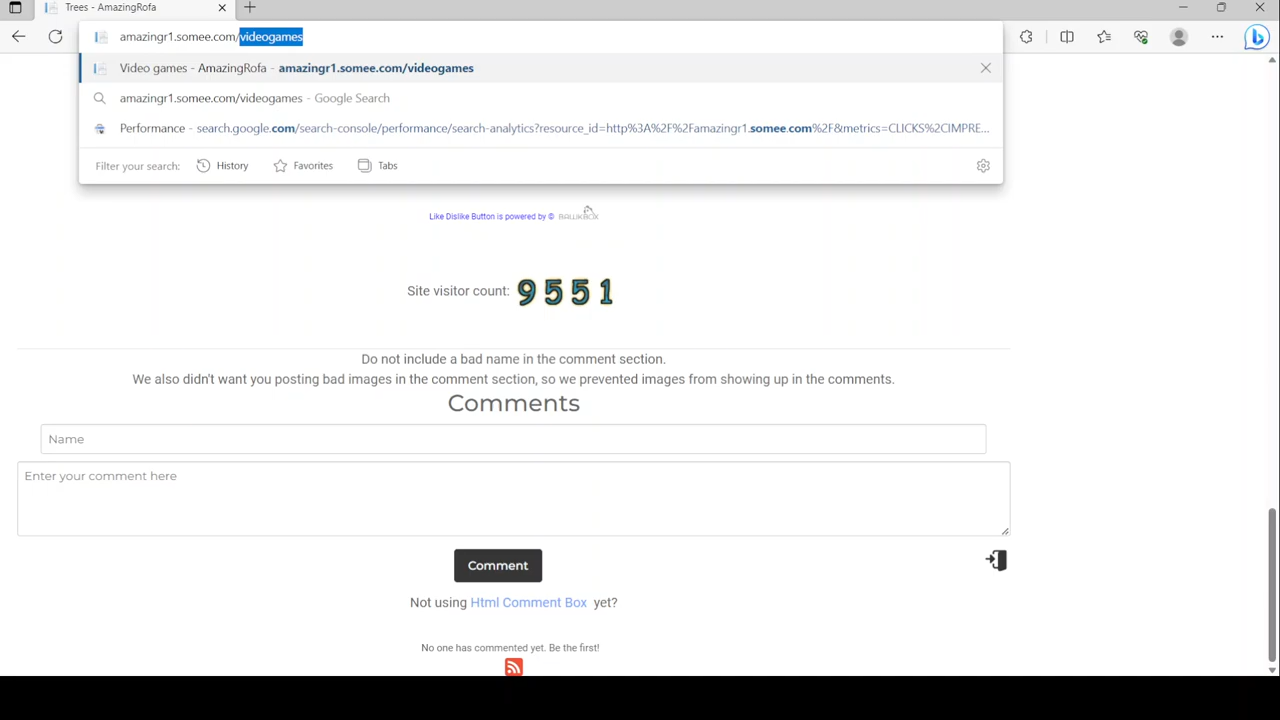 Trees - AmazingRofa
amazingr1.somee.com/videogames
Video games - AmazingRofa - amazingr1.somee.com/videogames
amazingr1.somee.com/videogames - Google Search
Performance - search.google.com/search-console/performance/search-analytics?resource_id=http%3A%2F%2Famazingr1.somee.com%2F&metrics=CLICKS%2CIMPRE...
Filter your search: History Favorites Tabs
Like Dislike Button is powered by © BAWKBOX
Site visitor count: 9551
Do not include a bad name in the comment section.
We also didn't want you posting bad images in the comment section, so we prevented images from showing up in the comments.
Comments
Name
Enter your comment here
Comment
Not using Html Comment Box yet?
No one has commented yet. Be the first!